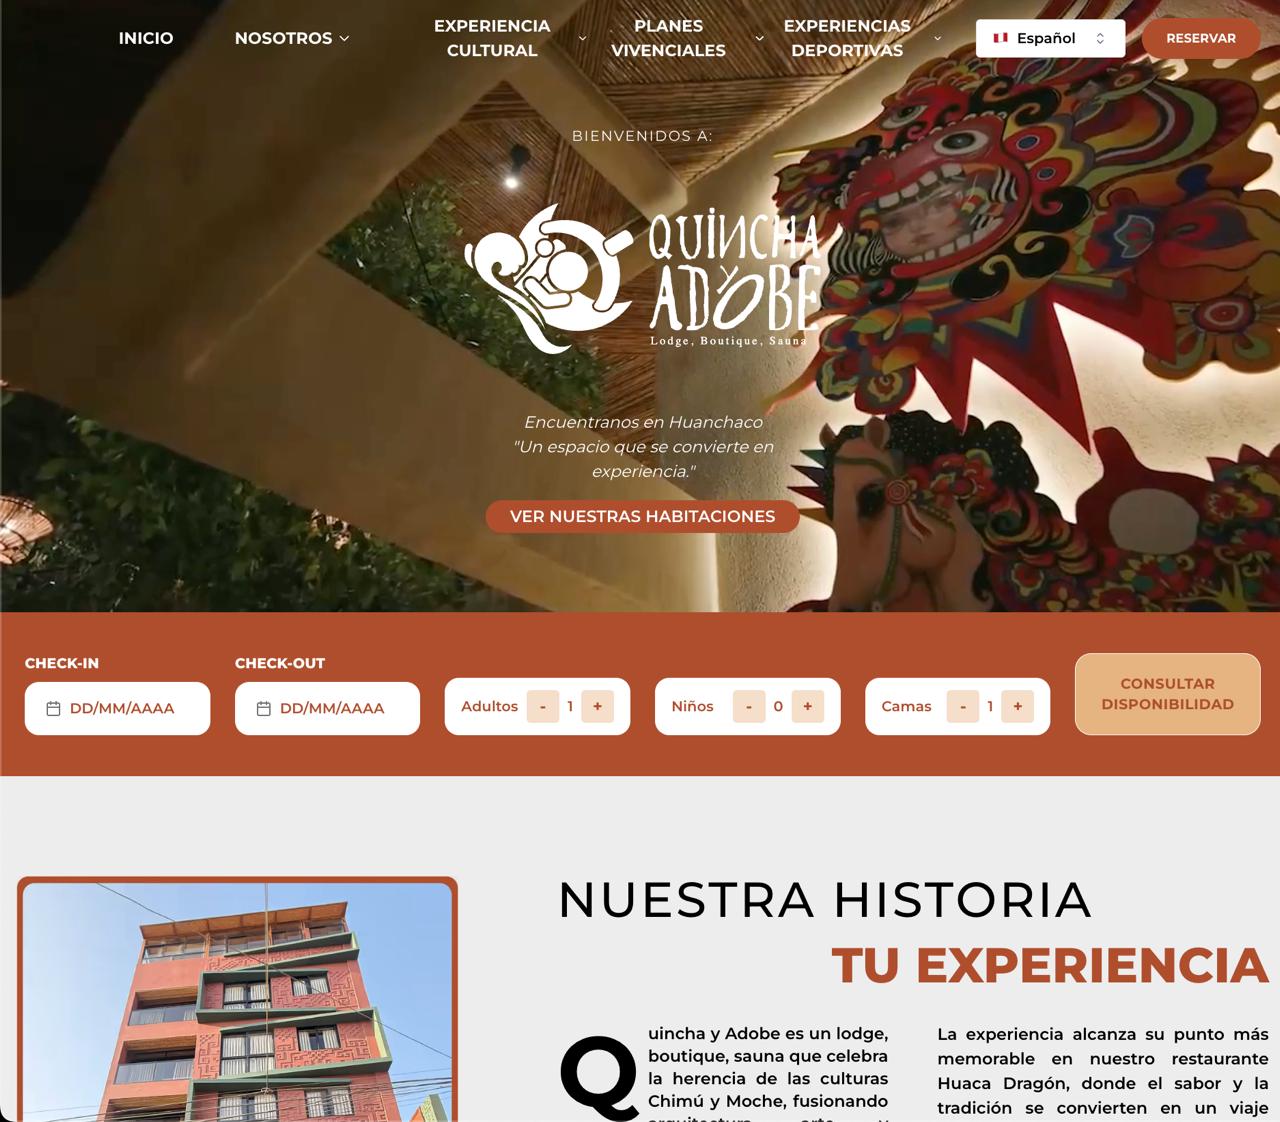 INICIO
NOSOTROS
EXPERIENCIA
CULTURAL
PLANES
VIVENCIALES
EXPERIENCIAS
DEPORTIVAS
Español
RESERVAR
BIENVENIDOS A:
QUINCHA
Y
ADOBE
Lodge, Boutique, Sauna
Encuentranos en Huanchaco
"Un espacio que se convierte en
experiencia."
VER NUESTRAS HABITACIONES
CHECK-IN
DD/MM/AAAA
CHECK-OUT
DD/MM/AAAA
Adultos - 1 +
Niños - 0 +
Camas - 1 +
CONSULTAR
DISPONIBILIDAD
NUESTRA HISTORIA
TU EXPERIENCIA
Quincha y Adobe es un lodge,
boutique, sauna que celebra
la herencia de las culturas
Chimú y Moche, fusionando
La experiencia alcanza su punto más
memorable en nuestro restaurante
Huaca Dragón, donde el sabor y la
tradición se convierten en un viaje